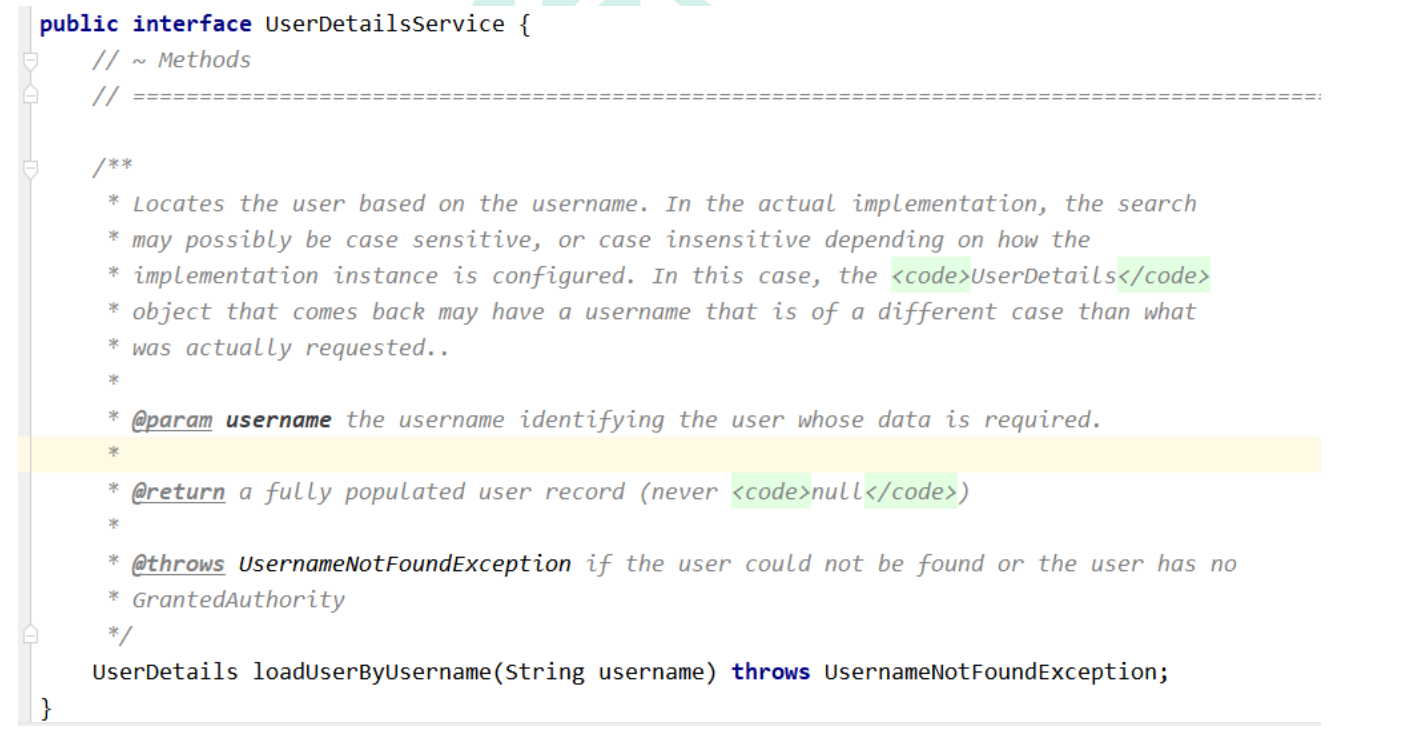 public interface UserDetailsService {
// ~ Methods
// ==========================================================================================
/**
* Locates the user based on the username. In the actual implementation, the search
* may possibly be case sensitive, or case insensitive depending on how the
* implementation instance is configured. In this case, the <code>UserDetails</code>
* object that comes back may have a username that is of a different case than what
* was actually requested..
*
* @param username the username identifying the user whose data is required.
*
* @return a fully populated user record (never <code>null</code>)
*
* @throws UsernameNotFoundException if the user could not be found or the user has no
* GrantedAuthority
*/
UserDetails loadUserByUsername(String username) throws UsernameNotFoundException;
}